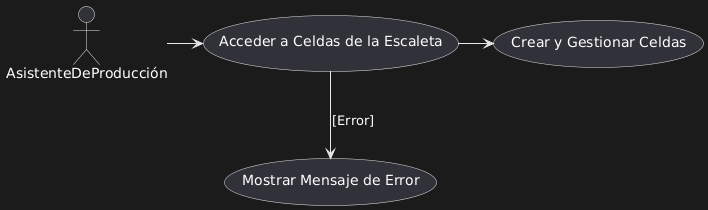 Acceder a Celdas de la Escaleta
Crear y Gestionar Celdas
AsistenteDeProducción
[Error]
Mostrar Mensaje de Error